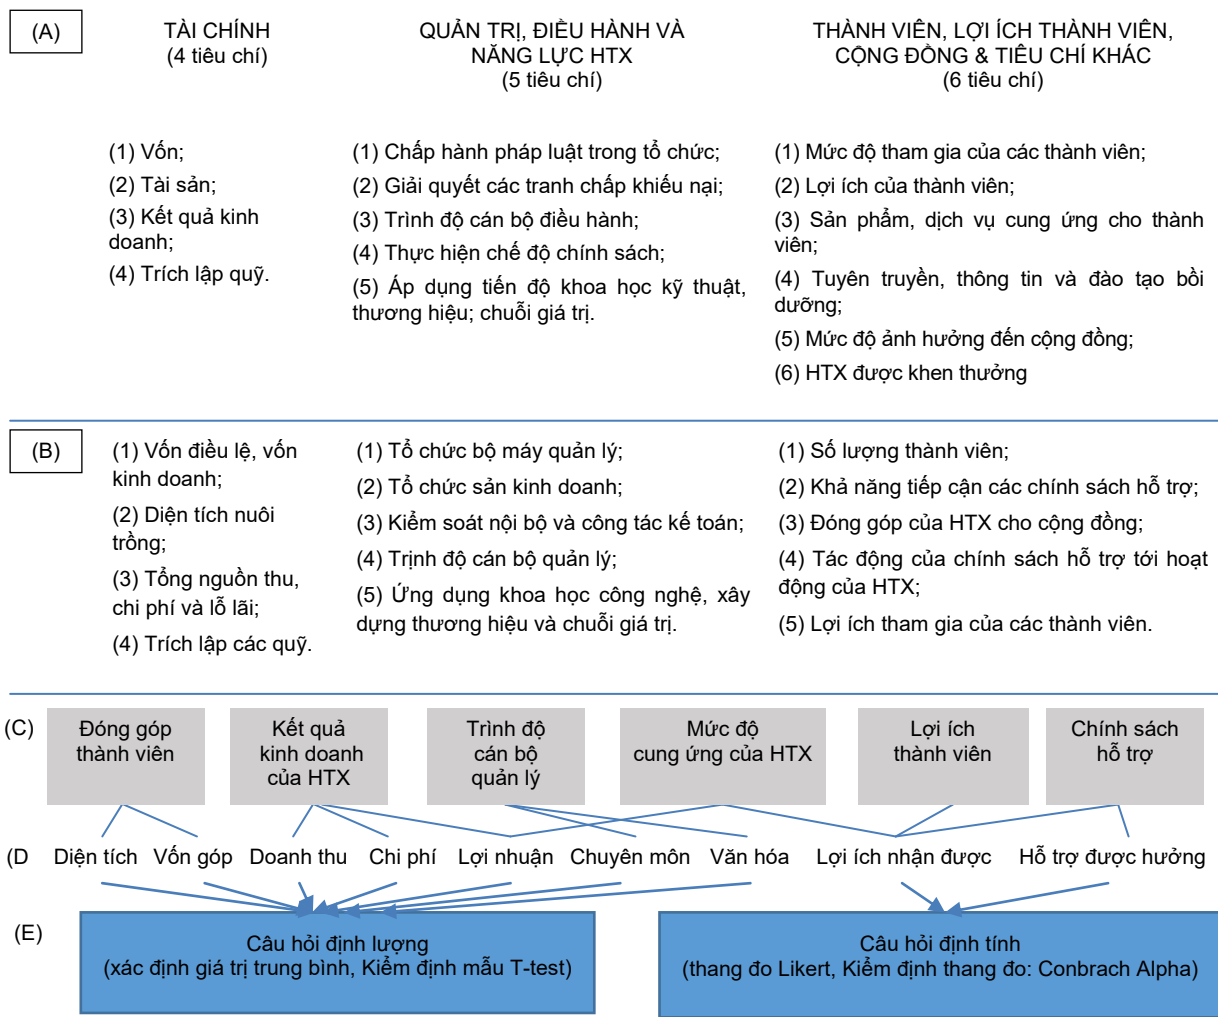 (A)
TÀI CHÍNH
(4 tiêu chí)
QUẢN TRỊ, ĐIỀU HÀNH VÀ
NĂNG LỰC HTX
(5 tiêu chí)
THÀNH VIÊN, LỢI ÍCH THÀNH VIÊN,
CỘNG ĐỒNG & TIÊU CHÍ KHÁC
(6 tiêu chí)
(1) Vốn;
(2) Tài sản;
(3) Kết quả kinh
doanh;
(4) Trích lập quỹ.
(1) Chấp hành pháp luật trong tổ chức;
(2) Giải quyết các tranh chấp khiếu nại;
(3) Trình độ cán bộ điều hành;
(4) Thực hiện chế độ chính sách;
(5) Áp dụng tiến độ khoa học kỹ thuật,
thương hiệu; chuỗi giá trị.
(1) Mức độ tham gia của các thành viên;
(2) Lợi ích của thành viên;
(3) Sản phẩm, dịch vụ cung ứng cho thành
viên;
(4) Tuyên truyền, thông tin và đào tạo bồi
dưỡng;
(5) Mức độ ảnh hưởng đến cộng đồng;
(6) HTX được khen thưởng
(B)
(1) Vốn điều lệ, vốn
kinh doanh;
(2) Diện tích nuôi
trồng;
(3) Tổng nguồn thu,
chi phí và lỗ lãi;
(4) Trích lập các quỹ.
(1) Tổ chức bộ máy quản lý;
(2) Tổ chức sản kinh doanh;
(3) Kiểm soát nội bộ và công tác kế toán;
(4) Trịnh độ cán bộ quản lý;
(5) Ứng dụng khoa học công nghệ, xây
dựng thương hiệu và chuỗi giá trị.
(1) Số lượng thành viên;
(2) Khả năng tiếp cận các chính sách hỗ trợ;
(3) Đóng góp của HTX cho cộng đồng;
(4) Tác động của chính sách hỗ trợ tới hoạt
động của HTX;
(5) Lợi ích tham gia của các thành viên.
(C)
Đóng góp
thành viên
Kết quả
kinh doanh
của HTX
Trình độ
cán bộ
quản lý
Mức độ
cung ứng của HTX
Lợi ích
thành viên
Chính sách
hỗ trợ
(D Diện tích Vốn góp Doanh thu Chi phí Lợi nhuận Chuyên môn Văn hóa Lợi ích nhận được Hỗ trợ được hưởng
(E)
Câu hỏi định lượng
(xác định giá trị trung bình, Kiểm định mẫu T-test)
Câu hỏi định tính
(thang đo Likert, Kiểm định thang đo: Conbrach Alpha)